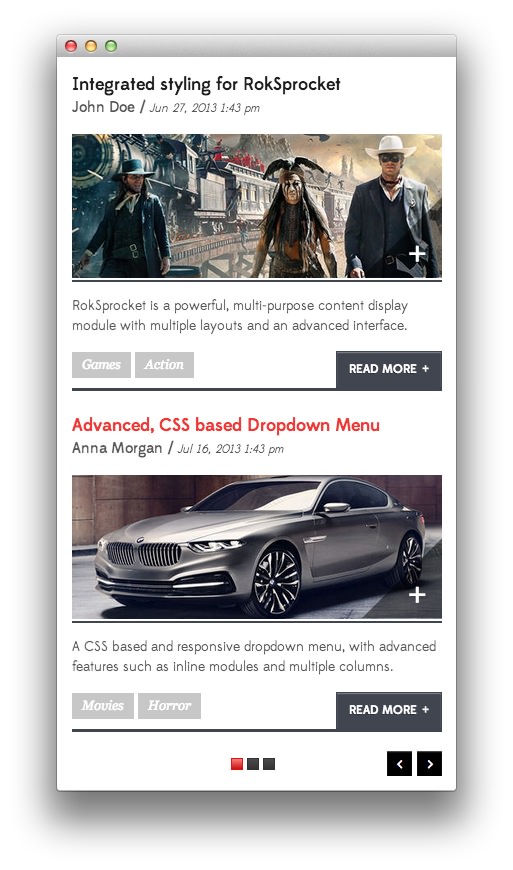 Integrated styling for RokSprocket
John Doe / Jun 27, 2013 1:43 pm
+
RokSprocket is a powerful, multi-purpose content display
module with multiple layouts and an advanced interface.
Games Action READ MORE +
Advanced, CSS based Dropdown Menu
Anna Morgan / Jul 16, 2013 1:43 pm
+
A CSS based and responsive dropdown menu, with advanced
features such as inline modules and multiple columns.
Movies Horror READ MORE +
‹ ›